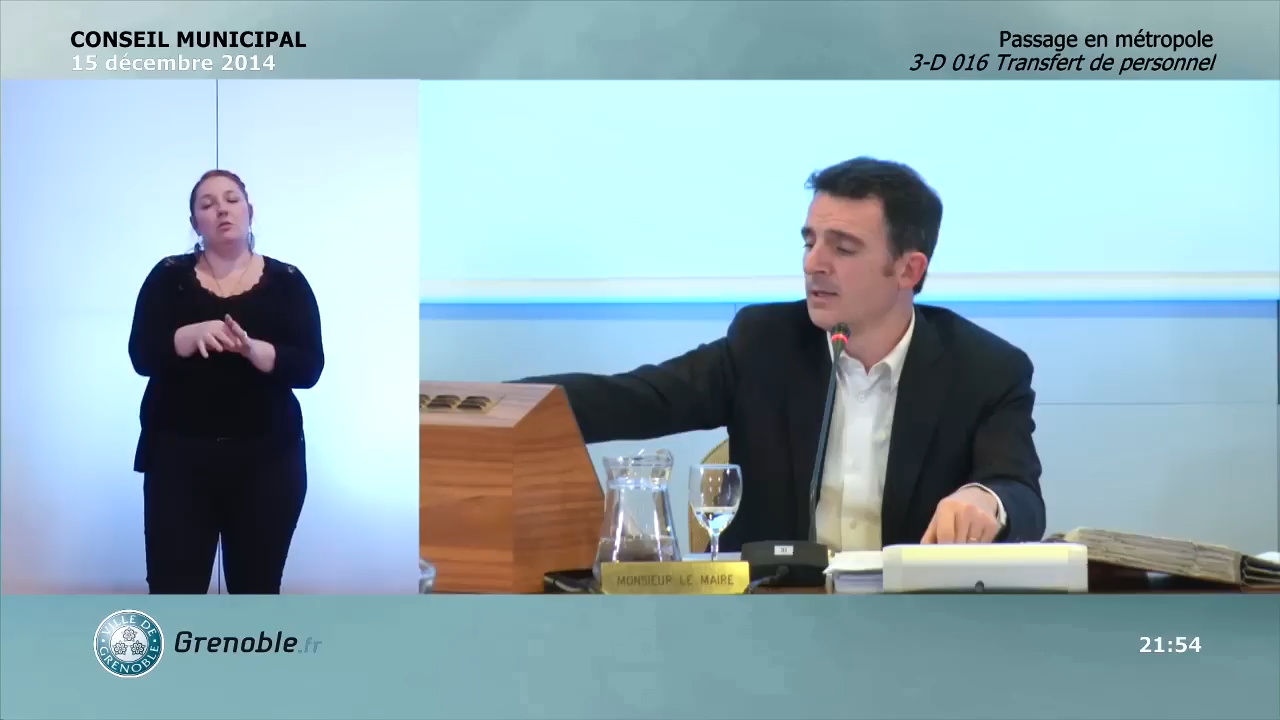 CONSEIL MUNICIPAL
15 décembre 2014
Passage en métropole
3-D 016 Transfert de personnel
MONSIEUR LE MAIRE
VILLE DE
GRENOBLE
Grenoble.fr
21:54